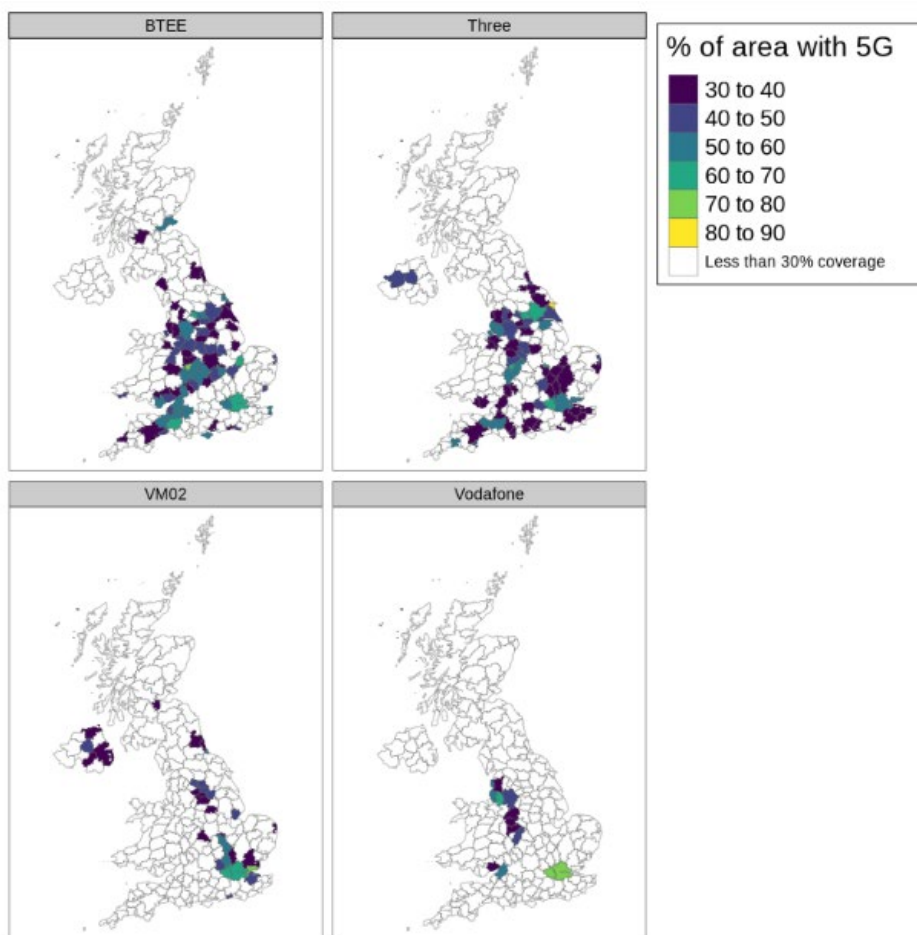 BTEE
Three
% of area with 5G
30 to 40
40 to 50
50 to 60
60 to 70
70 to 80
80 to 90
Less than 30% coverage
VM02
Vodafone